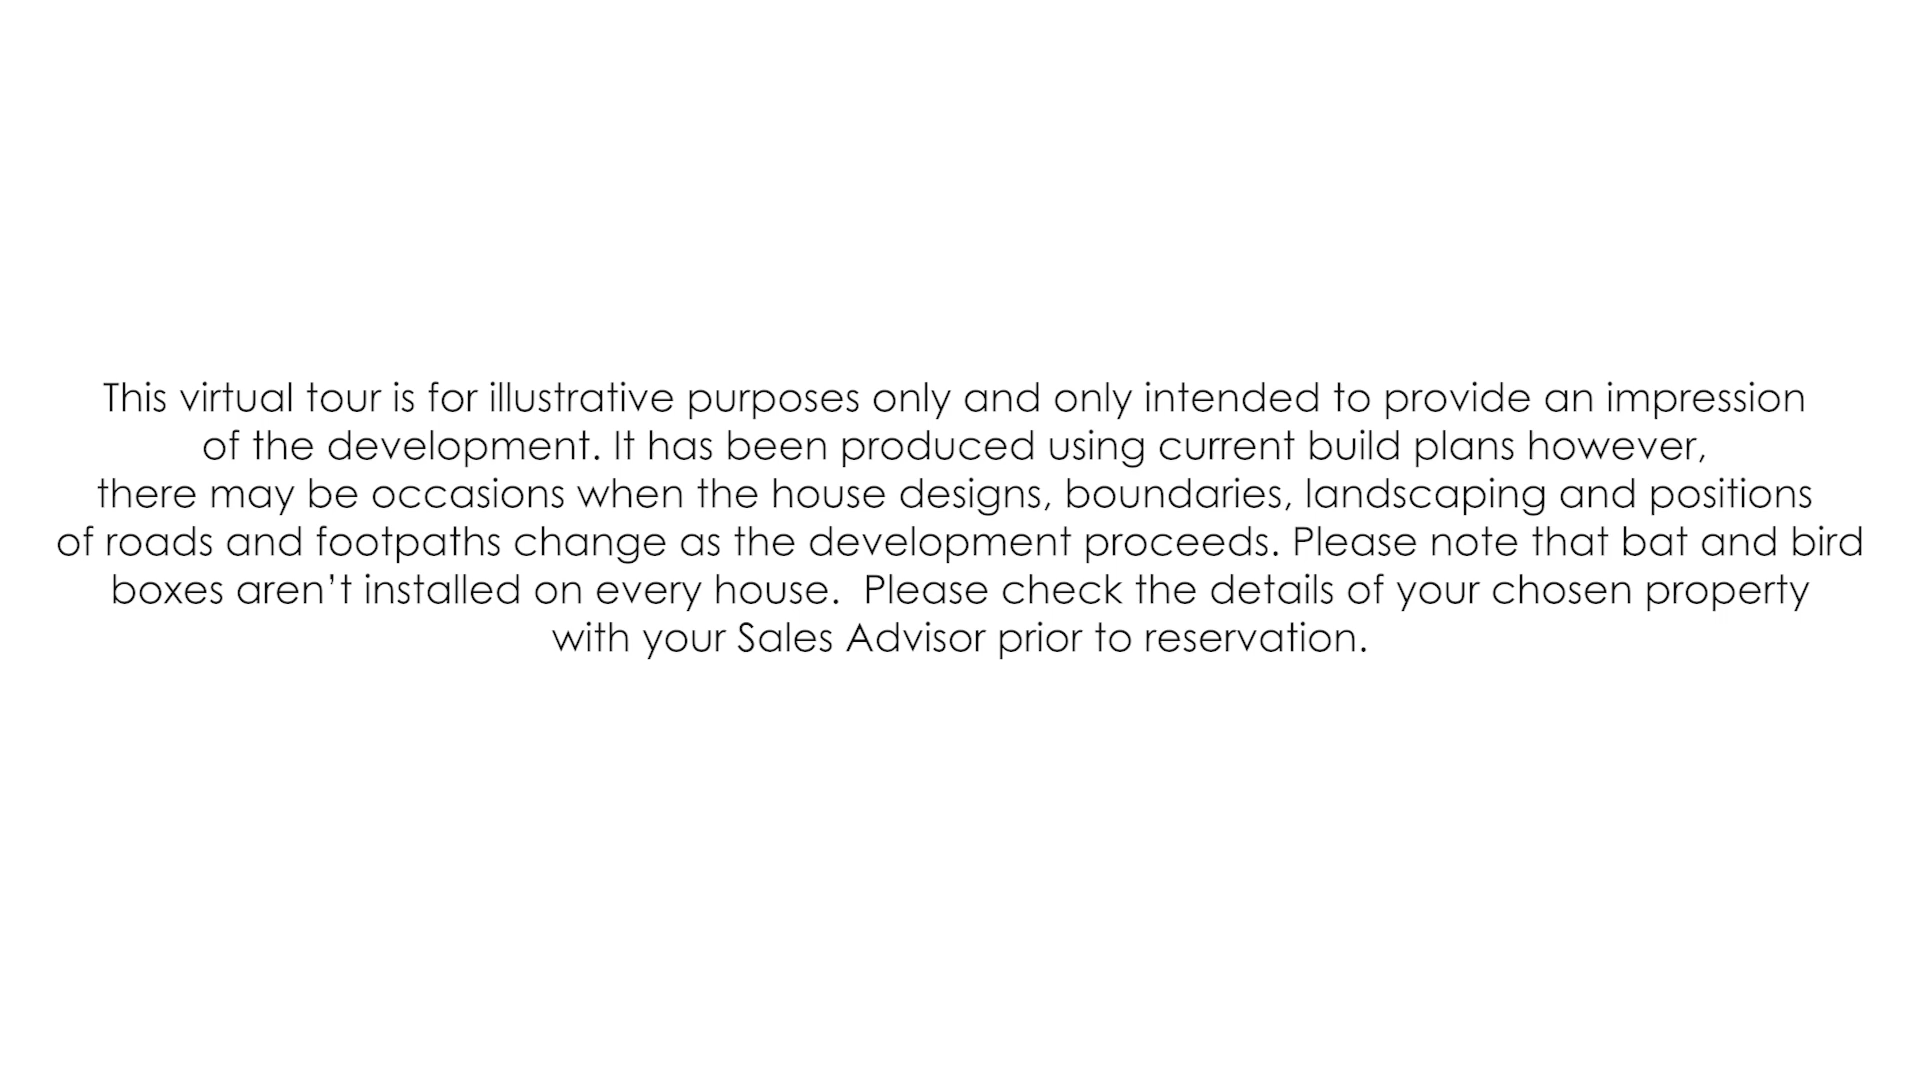 This virtual tour is for illustrative purposes only and only intended to provide an impression
of the development. It has been produced using current build plans however,
there may be occasions when the house designs, boundaries, landscaping and positions
of roads and footpaths change as the development proceeds. Please note that bat and bird
boxes aren’t installed on every house.  Please check the details of your chosen property
with your Sales Advisor prior to reservation.